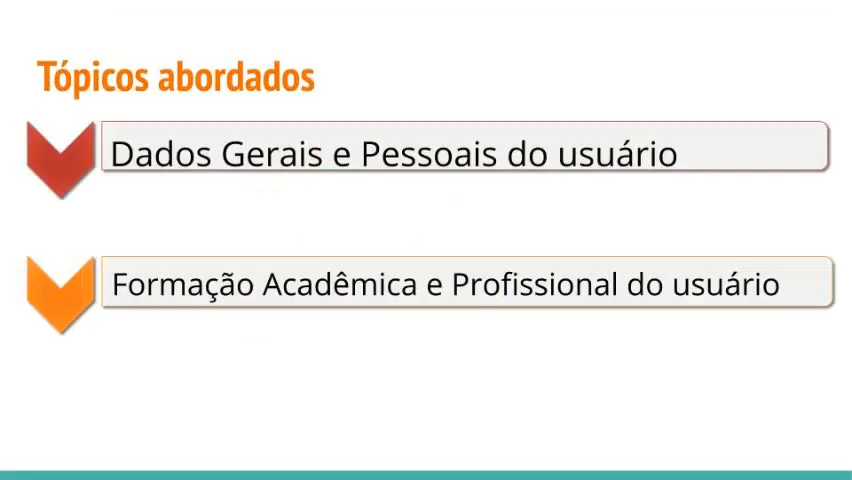 Tópicos abordados
Dados Gerais e Pessoais do usuário
Formação Acadêmica e Profissional do usuário